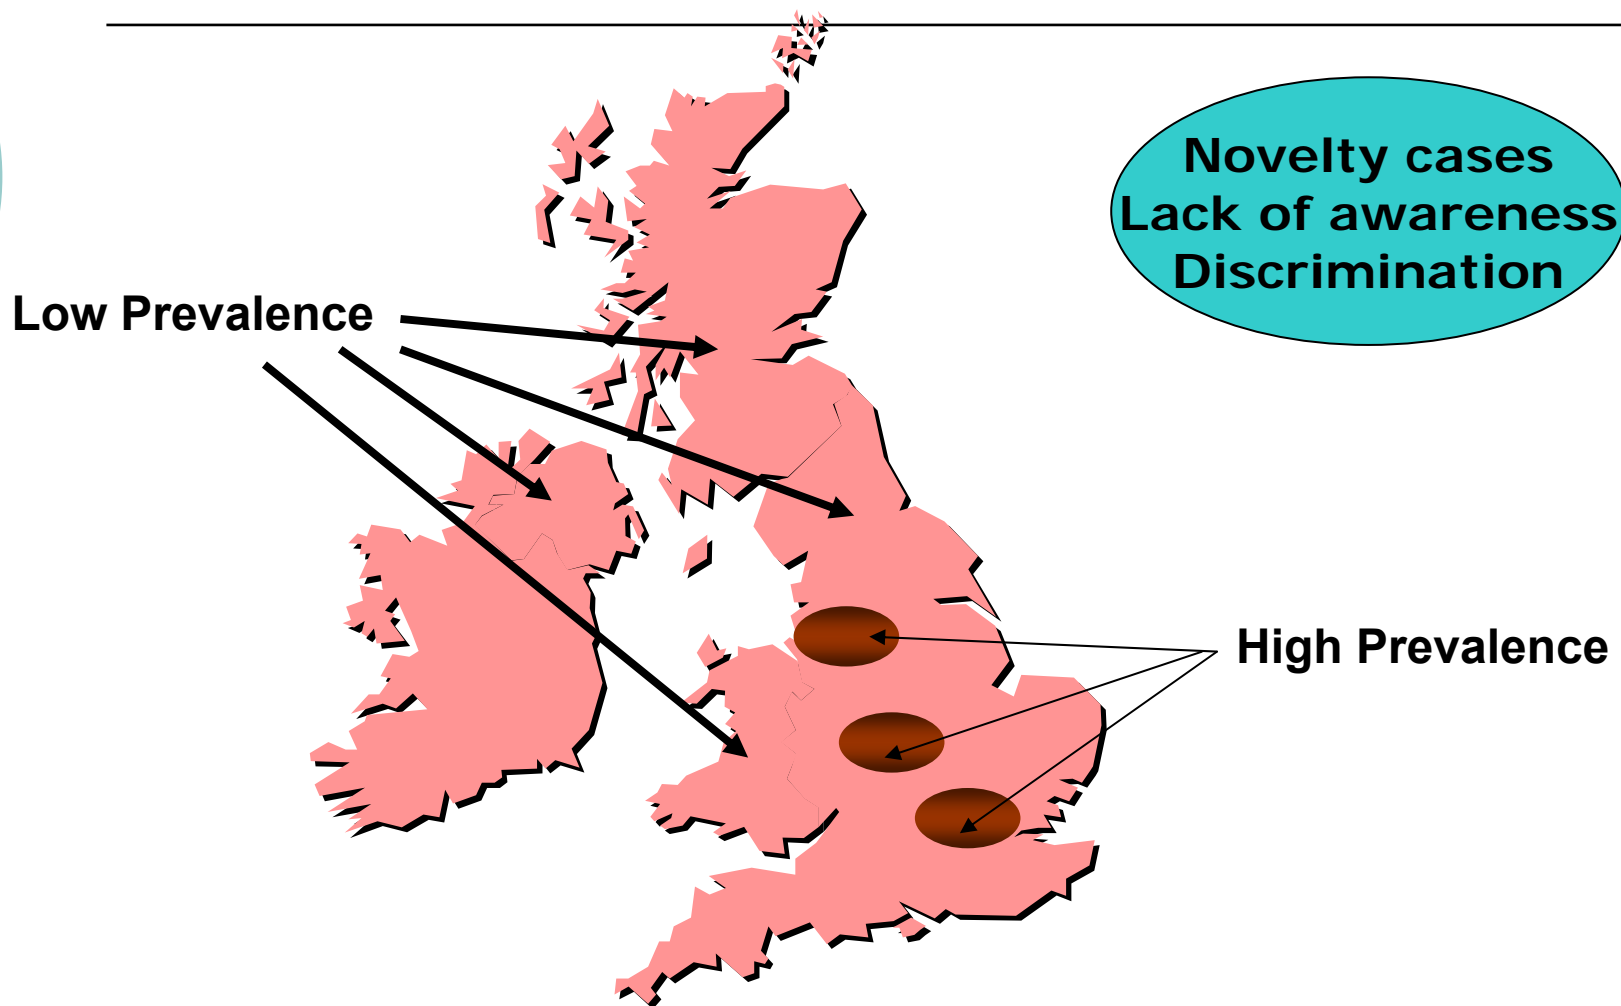 Novelty cases
Lack of awareness
Discrimination
Low Prevalence
High Prevalence